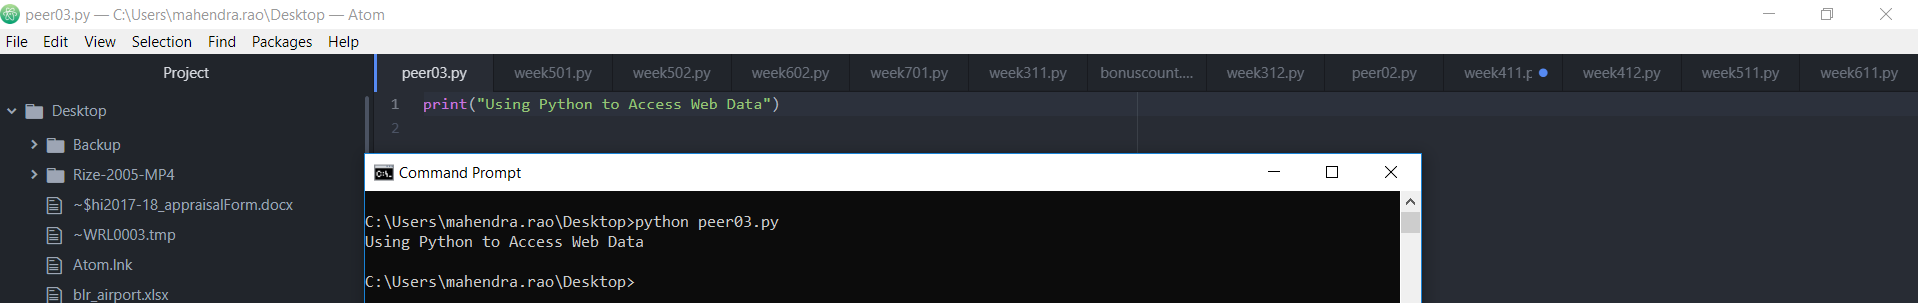 peer03.py — C:\Users\mahendra.rao\Desktop — Atom
File Edit View Selection Find Packages Help
Project
peer03.py week501.py week502.py week602.py week701.py week311.py bonuscount.... week312.py peer02.py week411.p week412.py week511.py week611.py
1 print("Using Python to Access Web Data")
2
Desktop
Backup
Rize-2005-MP4
~$hi2017-18_appraisalForm.docx
~WRL0003.tmp
Atom.lnk
blr_airport.xlsx
C:\. Command Prompt
C:\Users\mahendra.rao\Desktop>python peer03.py
Using Python to Access Web Data
C:\Users\mahendra.rao\Desktop>